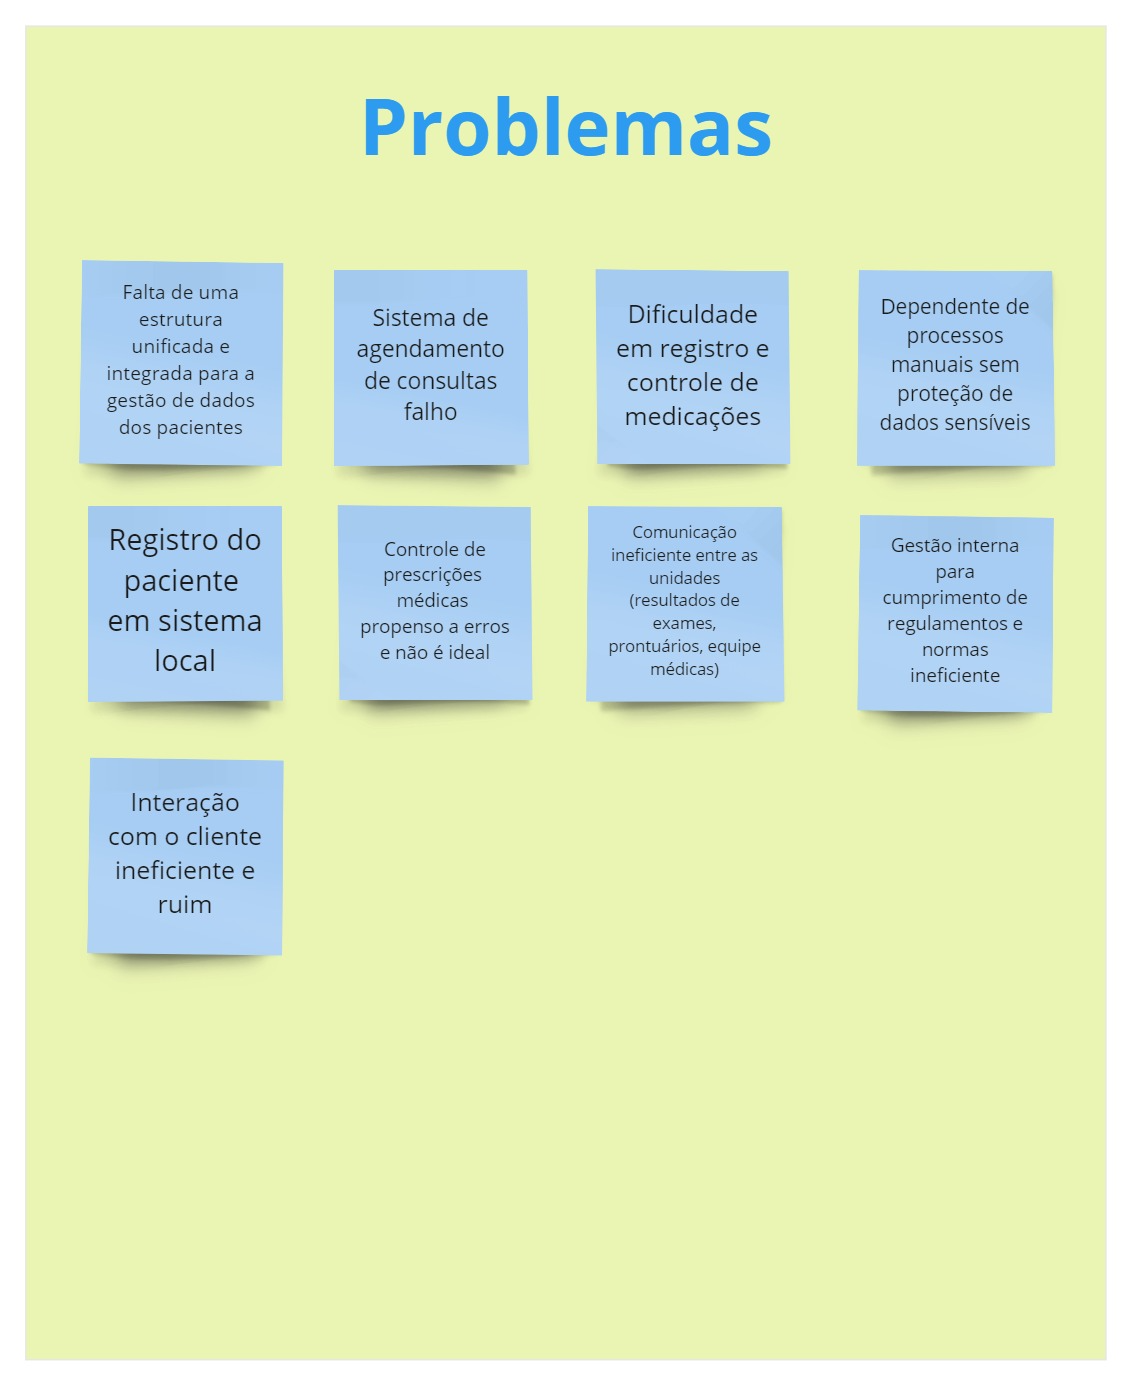 Problemas
Falta de uma
estrutura
unificada e
integrada para a
gestão de dados
dos pacientes
Sistema de
agendamento
de consultas
falho
Dificuldade
em registro e
controle de
medicações
Dependente de
processos
manuais sem
proteção de
dados sensíveis
Registro do
paciente
em sistema
local
Controle de
prescrições
médicas
propenso a erros
e não é ideal
Comunicação
ineficiente entre as
unidades
(resultados de
exames,
prontuários, equipe
médicas)
Gestão interna
para
cumprimento de
regulamentos e
normas
ineficiente
Interação
com o cliente
ineficiente e
ruim